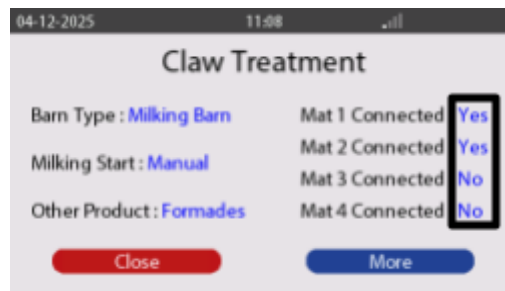 04-12-2025 11:08
Claw Treatment
Barn Type : Milking Barn
Milking Start : Manual
Other Product : Formades
Mat 1 Connected Yes
Mat 2 Connected Yes
Mat 3 Connected No
Mat 4 Connected No
Close More